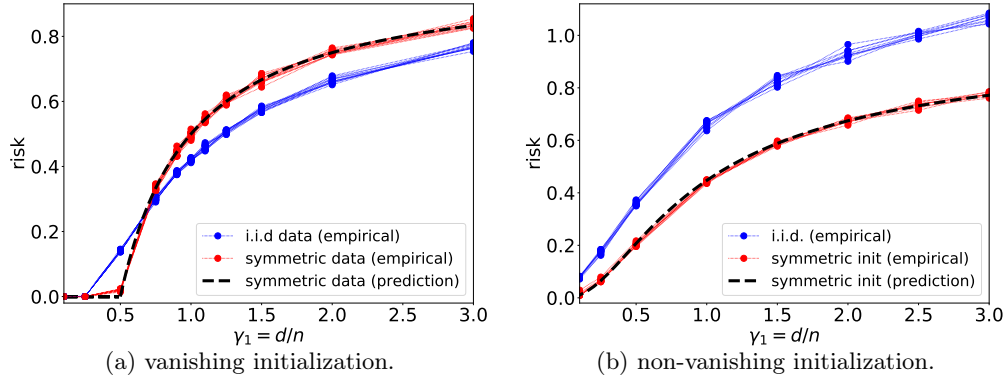 0.8
0.6
0.4
0.2
0.0
risk
i.i.d data (empirical)
symmetric data (empirical)
symmetric data (prediction)
0.5 1.0 1.5 2.0 2.5 3.0
γ₁ = d/n
(a) vanishing initialization.
1.0
0.8
0.6
0.4
0.2
0.0
risk
i.i.d. (empirical)
symmetric init (empirical)
symmetric init (prediction)
0.5 1.0 1.5 2.0 2.5 3.0
γ₁ = d/n
(b) non-vanishing initialization.